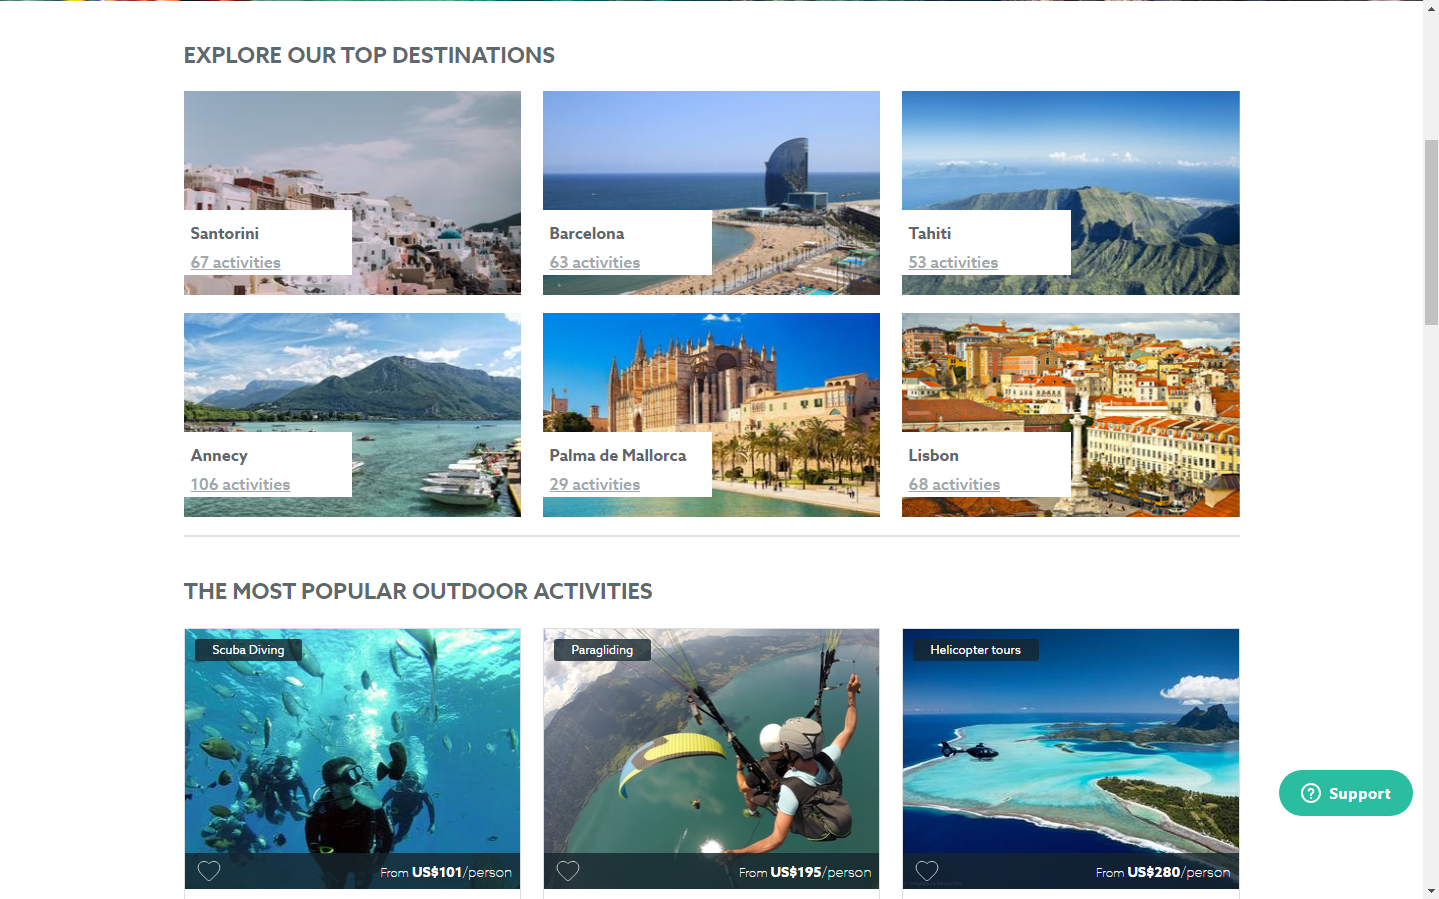 EXPLORE OUR TOP DESTINATIONS
Santorini
67 activities
Barcelona
63 activities
Tahiti
53 activities
Annecy
106 activities
Palma de Mallorca
29 activities
Lisbon
68 activities
THE MOST POPULAR OUTDOOR ACTIVITIES
Scuba Diving
From US$101/person
Paragliding
From US$195/person
Helicopter tours
From US$280/person
Support